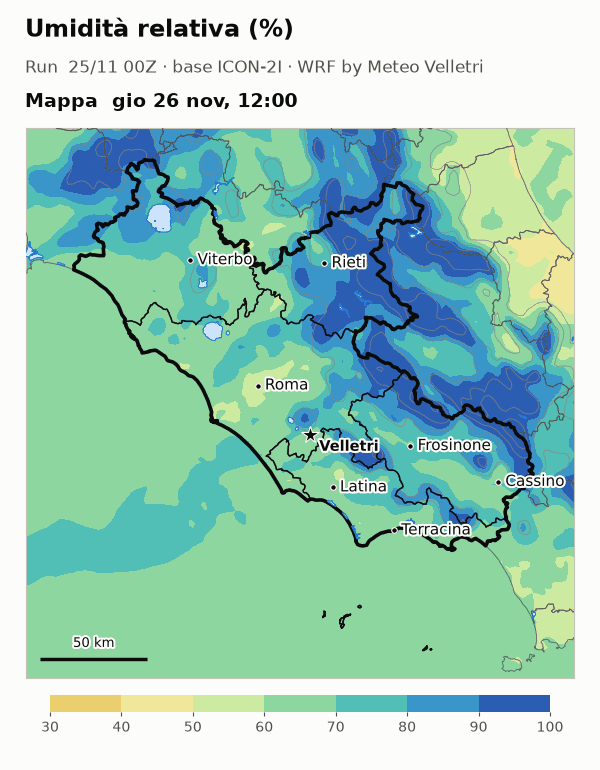 Umidità relativa (%)
Run  25/11 00Z · base ICON-2I · WRF by Meteo Velletri
Mappa  gio 26 nov, 12:00
Viterbo
Rieti
Roma
Velletri
Frosinone
Latina
Cassino
Terracina
50 km
30 40 50 60 70 80 90 100